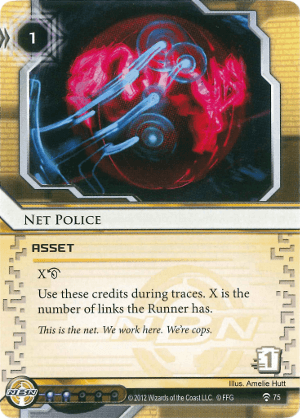 1
NET POLICE
ASSET
X
Use these credits during traces. X is the
number of links the Runner has.
This is the net. We work here. We're cops.
NBN
1
Illus. Amelie Hutt
NBN
© 2012 Wizards of the Coast LLC © FFG
75